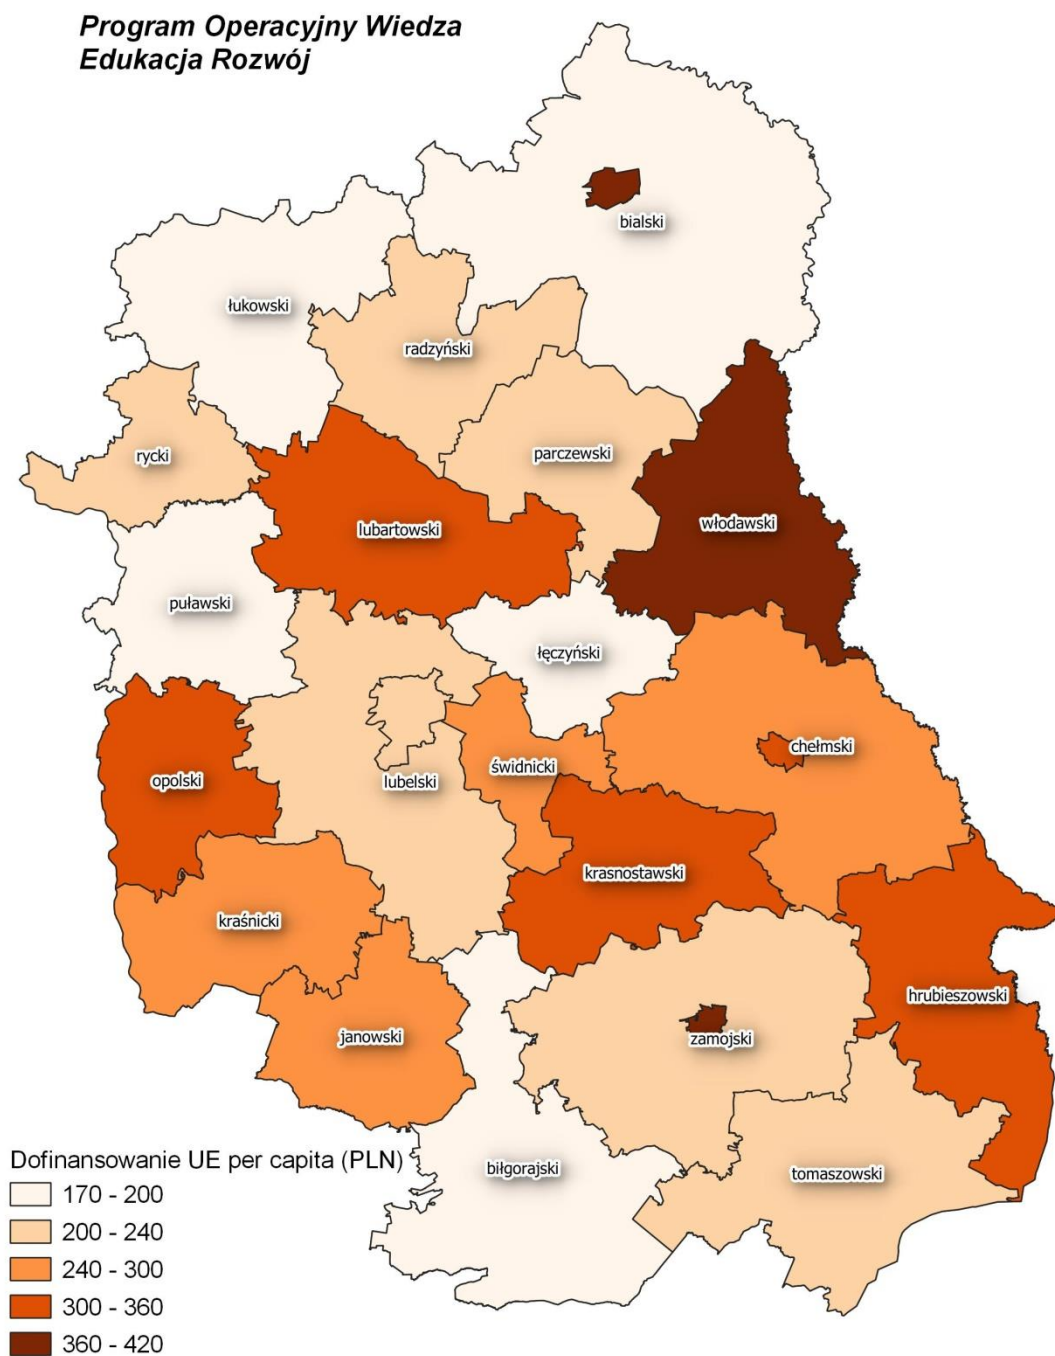 Program Operacyjny Wiedza
Edukacja Rozwój
bialski
łukowski
radzyński
rycki
parczewski
lubartowski
włodawski
puławski
łęczyński
chełmski
świdnicki
opolski
lubelski
krasnostawski
kraśnicki
hrubieszowski
janowski
zamojski
biłgorajski
tomaszowski
Dofinansowanie UE per capita (PLN)
170 - 200
200 - 240
240 - 300
300 - 360
360 - 420